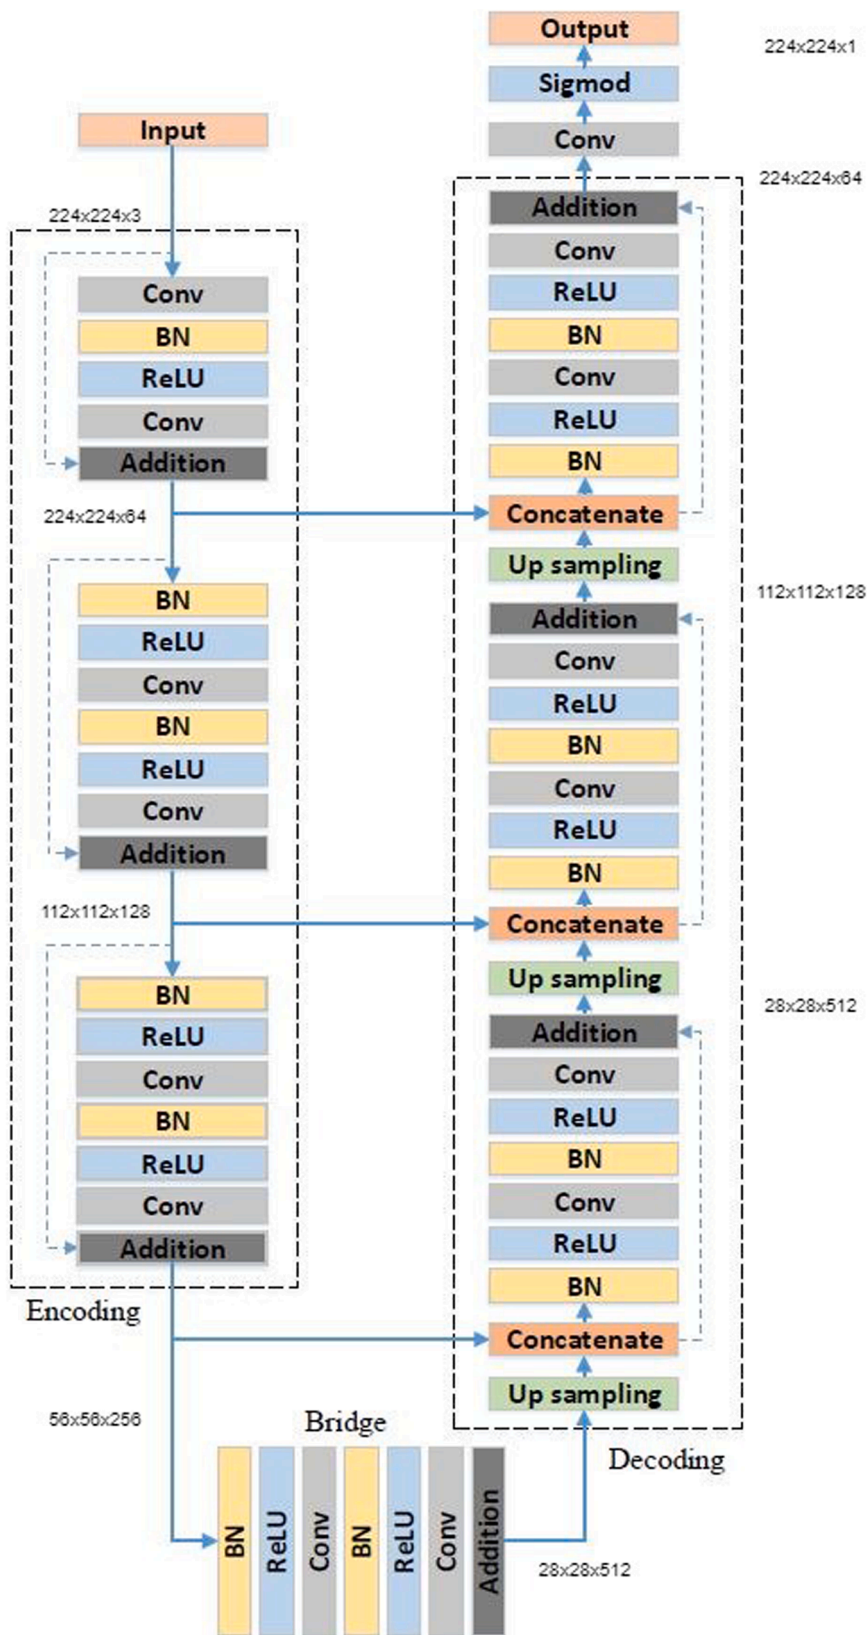 Input
224x224x3
Conv
BN
ReLU
Conv
Addition
224x224x64
BN
ReLU
Conv
BN
ReLU
Conv
Addition
112x112x128
BN
ReLU
Conv
BN
ReLU
Conv
Addition
Encoding
56x56x256
Bridge
BN
ReLU
Conv
BN
ReLU
Conv
Addition
28x28x512
Output
224x224x1
Sigmod
Conv
224x224x64
Addition
Conv
ReLU
BN
Conv
ReLU
BN
Concatenate
Up sampling
112x112x128
Addition
Conv
ReLU
BN
Conv
ReLU
BN
Concatenate
Up sampling
28x28x512
Addition
Conv
ReLU
BN
Conv
ReLU
BN
Concatenate
Up sampling
Decoding